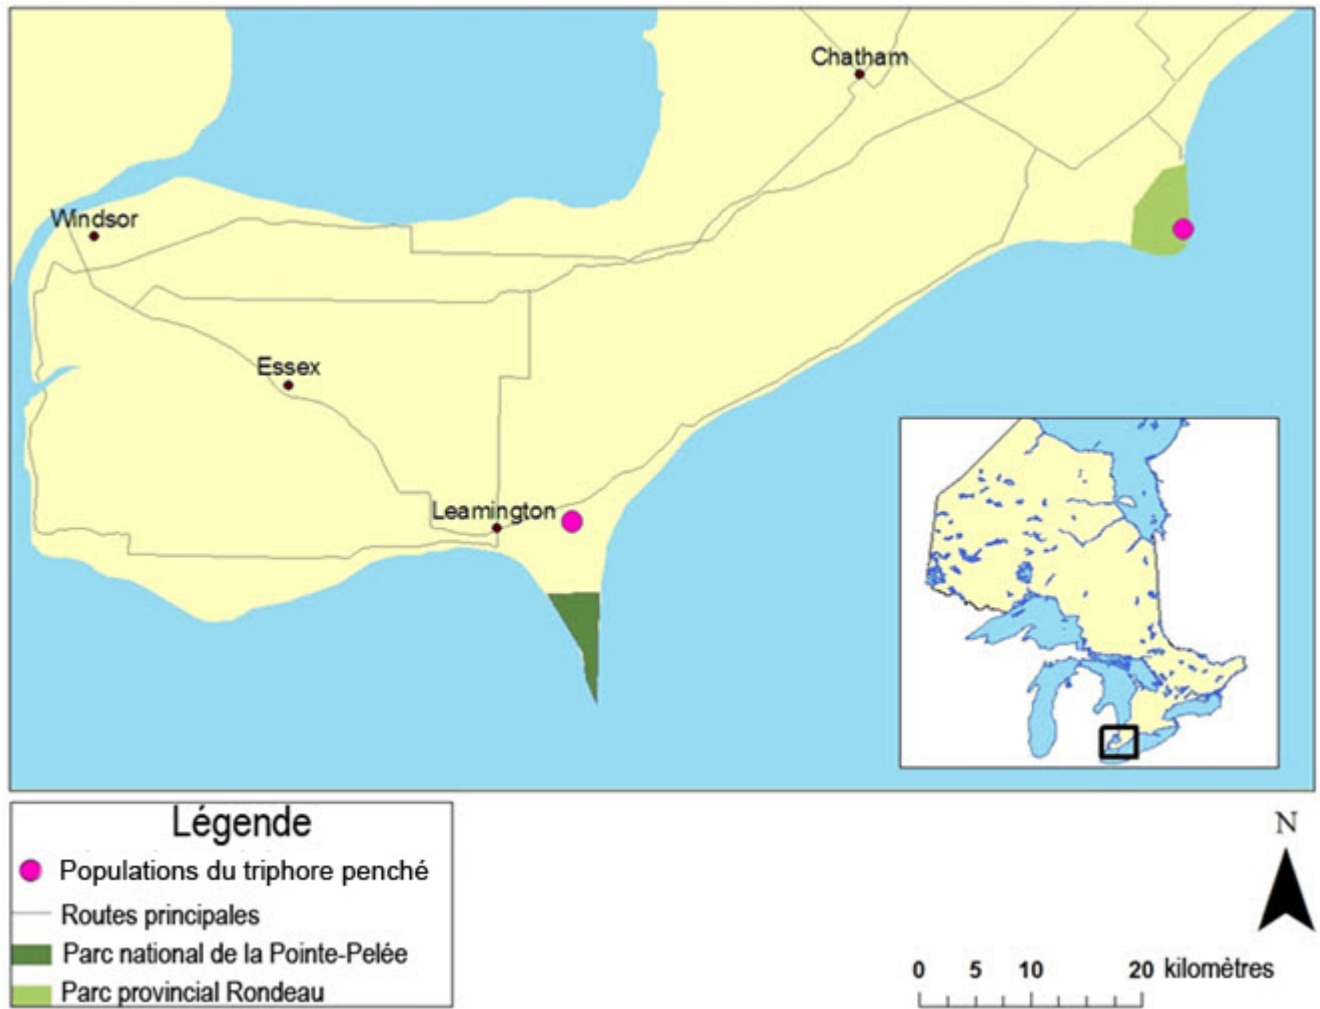 Chatham
Windsor
Essex
Leamington
Légende
Populations du triphore penché
Routes principales
Parc national de la Pointe-Pelée
Parc provincial Rondeau
N
0 5 10 20 kilomètres